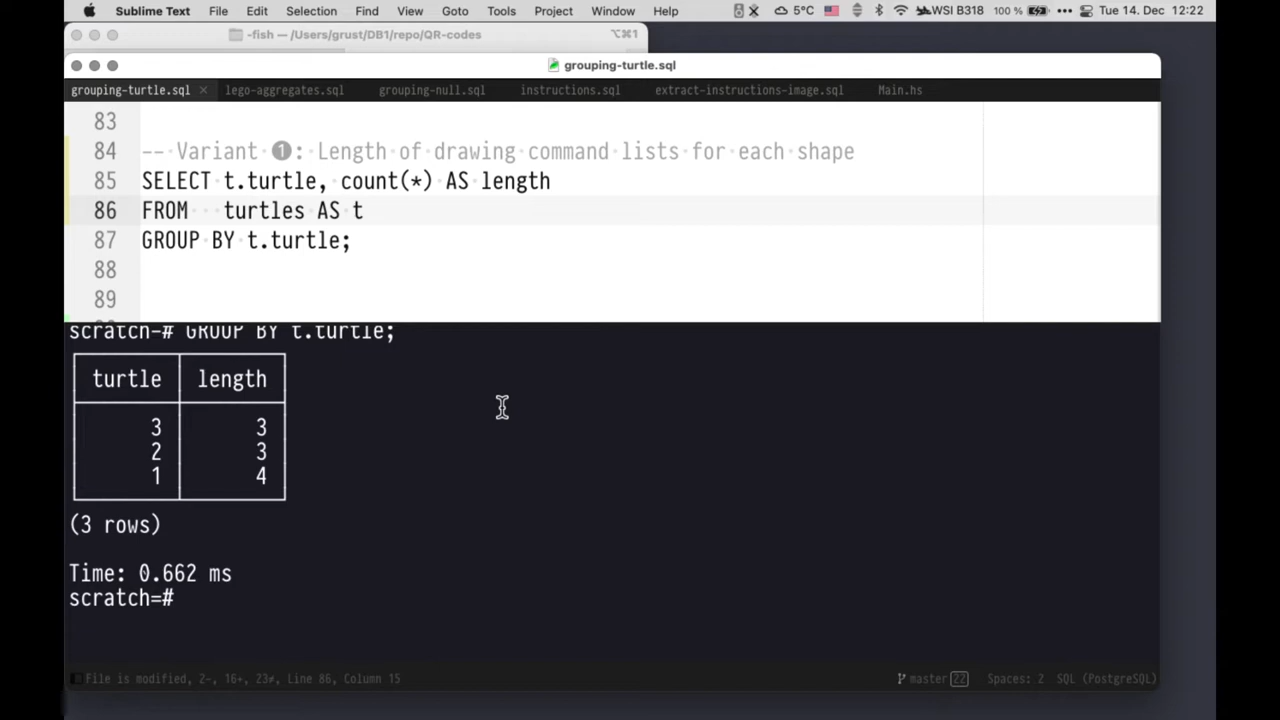 Sublime Text File Edit Selection Find View Goto Tools Project Window Help 5°C WSI B318 100 % Tue 14. Dec 12:22
-fish — /Users/grust/DB1/repo/QR-codes ⌥⌘1
grouping-turtle.sql
grouping-turtle.sql × lego-aggregates.sql grouping-null.sql instructions.sql extract-instructions-image.sql Main.hs
83
84 -- Variant ❶: Length of drawing command lists for each shape
85 SELECT t.turtle, count(*) AS length
86 FROM turtles AS t
87 GROUP BY t.turtle;
88
89
scratch-# GROUP BY t.turtle;
turtle length
3 3
2 3
1 4
(3 rows)
Time: 0.662 ms
scratch=#
File is modified, 2-, 16+, 23≠, Line 86, Column 15 master 22 Spaces: 2 SQL (PostgreSQL)